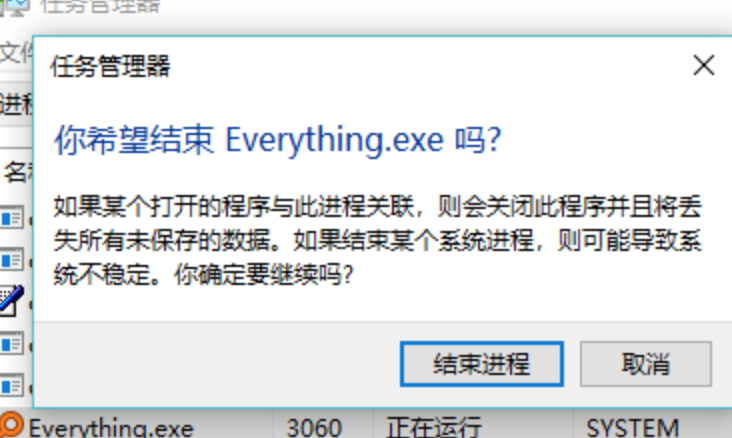 任务管理器
文件
任务管理器
进程
你希望结束 Everything.exe 吗?
名称
如果某个打开的程序与此进程关联，则会关闭此程序并且将丢
失所有未保存的数据。如果结束某个系统进程，则可能导致系
统不稳定。你确定要继续吗?
结束进程 取消
Everything.exe 3060 正在运行 SYSTEM